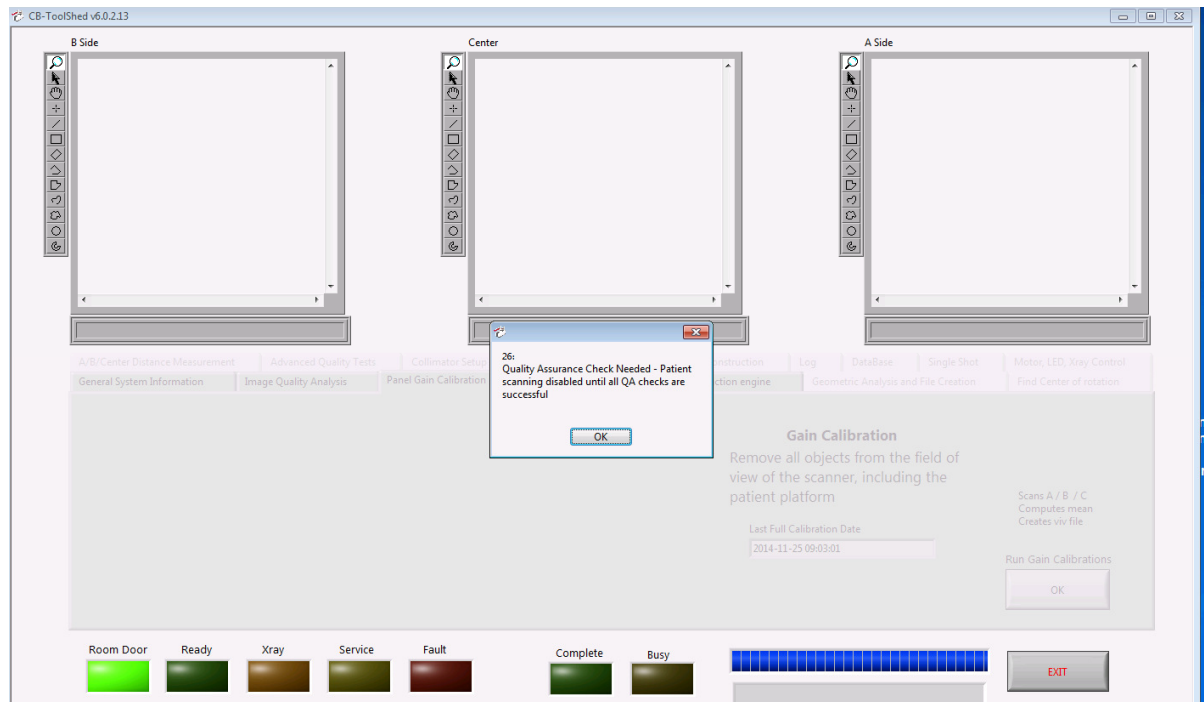 CB-ToolShed v6.0.2.13
B Side
Center
A Side
A/B/Center Distance Measurement
Advanced Quality Tests
Collimator Setup
Log
DataBase
Single Shot
Motor, LED, Xray Control
General System Information
Image Quality Analysis
Panel Gain Calibration
Geometric Analysis and File Creation
Find Center of rotation
26:
Quality Assurance Check Needed - Patient
scanning disabled until all QA checks are
successful
OK
Gain Calibration
Remove all objects from the field of
view of the scanner, including the
patient platform
Last Full Calibration Date
2014-11-25 09:03:01
Scans A / B / C
Computes mean
Creates viv file
Run Gain Calibrations
OK
Room Door
Ready
Xray
Service
Fault
Complete
Busy
EXIT